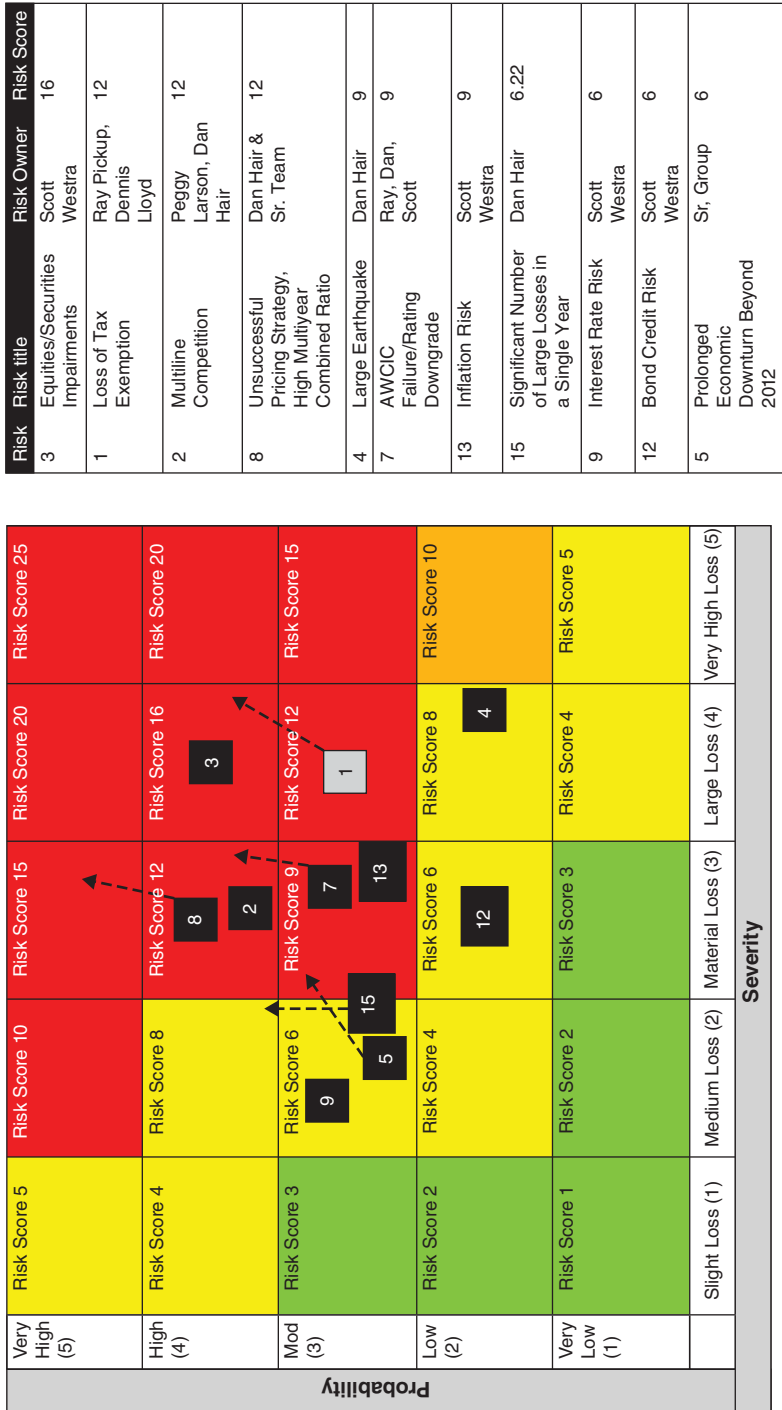 Probability
Very
High
(5)
Risk Score 5
Risk Score 10
Risk Score 15
Risk Score 20
Risk Score 25
High
(4)
Risk Score 4
Risk Score 8
Risk Score 12
8
2
Risk Score 16
3
Risk Score 20
Mod
(3)
Risk Score 3
Risk Score 6
9
5
15
Risk Score 9
7
13
Risk Score 12
1
Risk Score 15
Low
(2)
Risk Score 2
Risk Score 4
Risk Score 6
12
Risk Score 8
4
Risk Score 10
Very
Low
(1)
Risk Score 1
Risk Score 2
Risk Score 3
Risk Score 4
Risk Score 5
Slight Loss (1)
Medium Loss (2)
Material Loss (3)
Large Loss (4)
Very High Loss (5)
Severity
Risk Risk title Risk Owner Risk Score
3 Equities/Securities Scott 16
Impairments Westra
1 Loss of Tax Ray Pickup, 12
Exemption Dennis
Lloyd
2 Multiline Peggy 12
Competition Larson, Dan
Hair
8 Unsuccessful Dan Hair & 12
Pricing Strategy, Sr. Team
High Multiyear
Combined Ratio
4 Large Earthquake Dan Hair 9
7 AWCIC Ray, Dan, 9
Failure/Rating Scott
Downgrade
13 Inflation Risk Scott 9
Westra
15 Significant Number Dan Hair 6.22
of Large Losses in
a Single Year
9 Interest Rate Risk Scott 6
Westra
12 Bond Credit Risk Scott 6
Westra
5 Prolonged Sr, Group 6
Economic
Downturn Beyond
2012